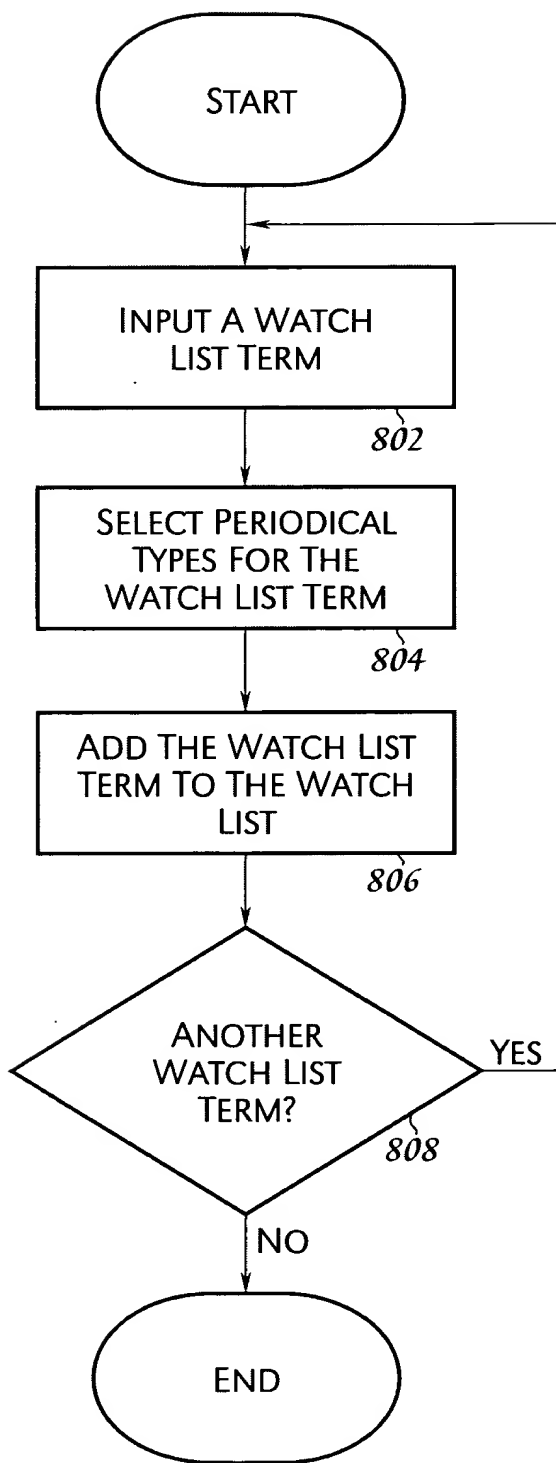 START
INPUT A WATCH
LIST TERM
802
SELECT PERIODICAL
TYPES FOR THE
WATCH LIST TERM
804
ADD THE WATCH LIST
TERM TO THE WATCH
LIST
806
ANOTHER
WATCH LIST
TERM?
YES
808
NO
END